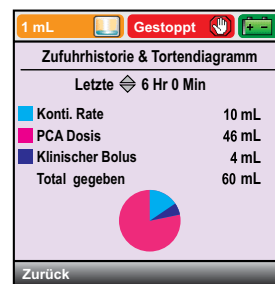 1 mL Gestoppt
Zufuhrhistorie & Tortendiagramm
Letzte 6 Hr 0 Min
Konti. Rate 10 mL
PCA Dosis 46 mL
Klinischer Bolus 4 mL
Total gegeben 60 mL
Zurück